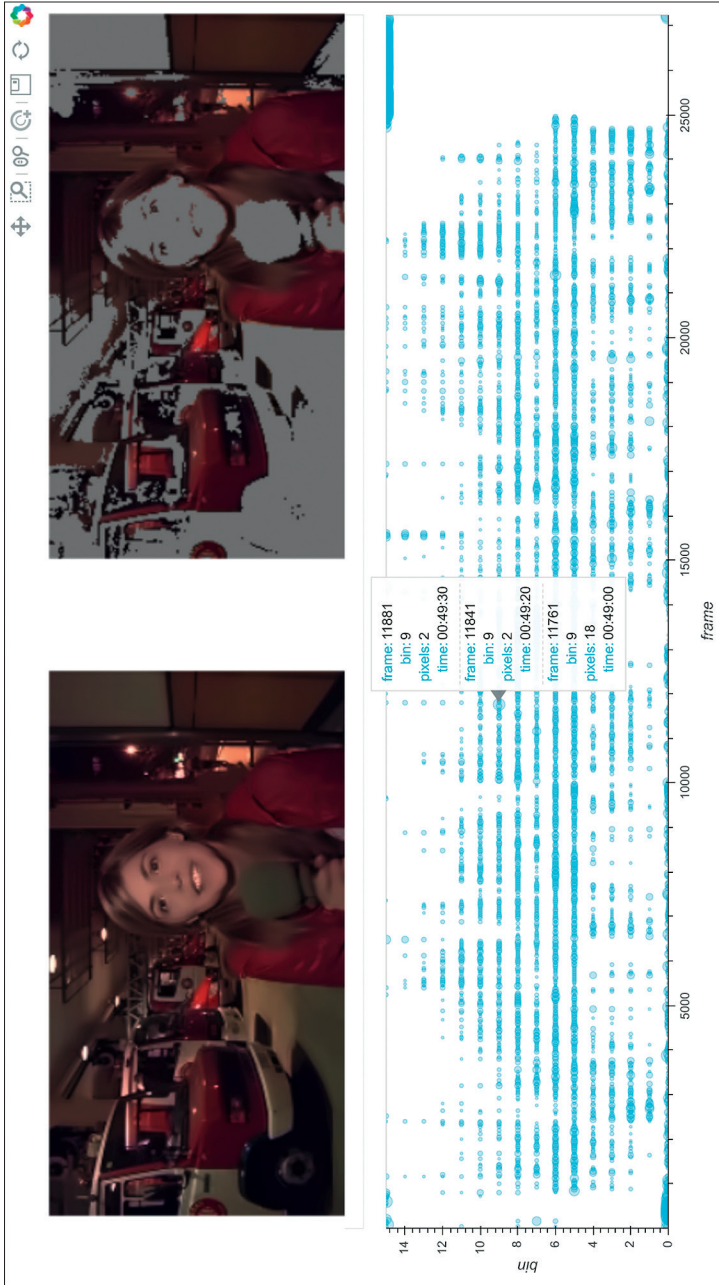 frame: 11881
bin: 9
pixels: 2
time: 00:49:30
frame: 11841
bin: 9
pixels: 2
time: 00:49:20
frame: 11761
bin: 9
pixels: 18
time: 00:49:00
bin
14
12
10
8
6
4
2
0
5000
10000
15000
20000
25000
frame